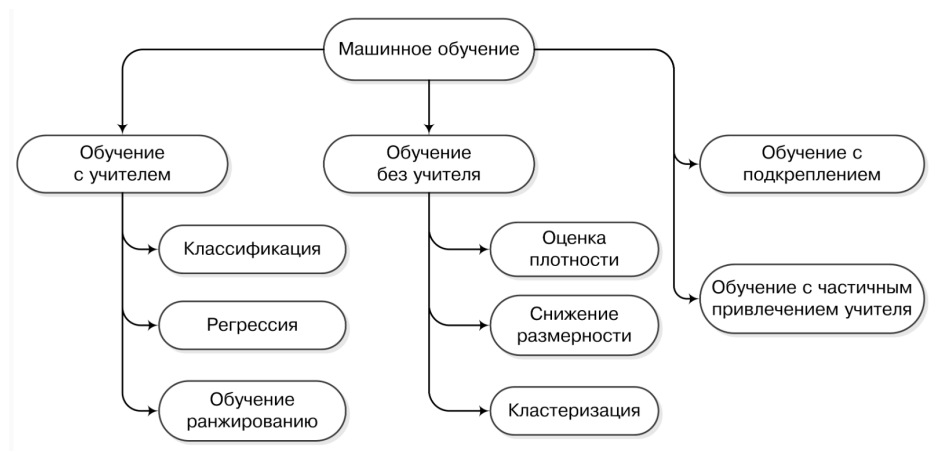 Машинное обучение
Обучение
с учителем
Обучение
без учителя
Обучение с
подкреплением
Классификация
Оценка
плотности
Обучение с частичным
привлечением учителя
Регрессия
Снижение
размерности
Обучение
ранжированию
Кластеризация